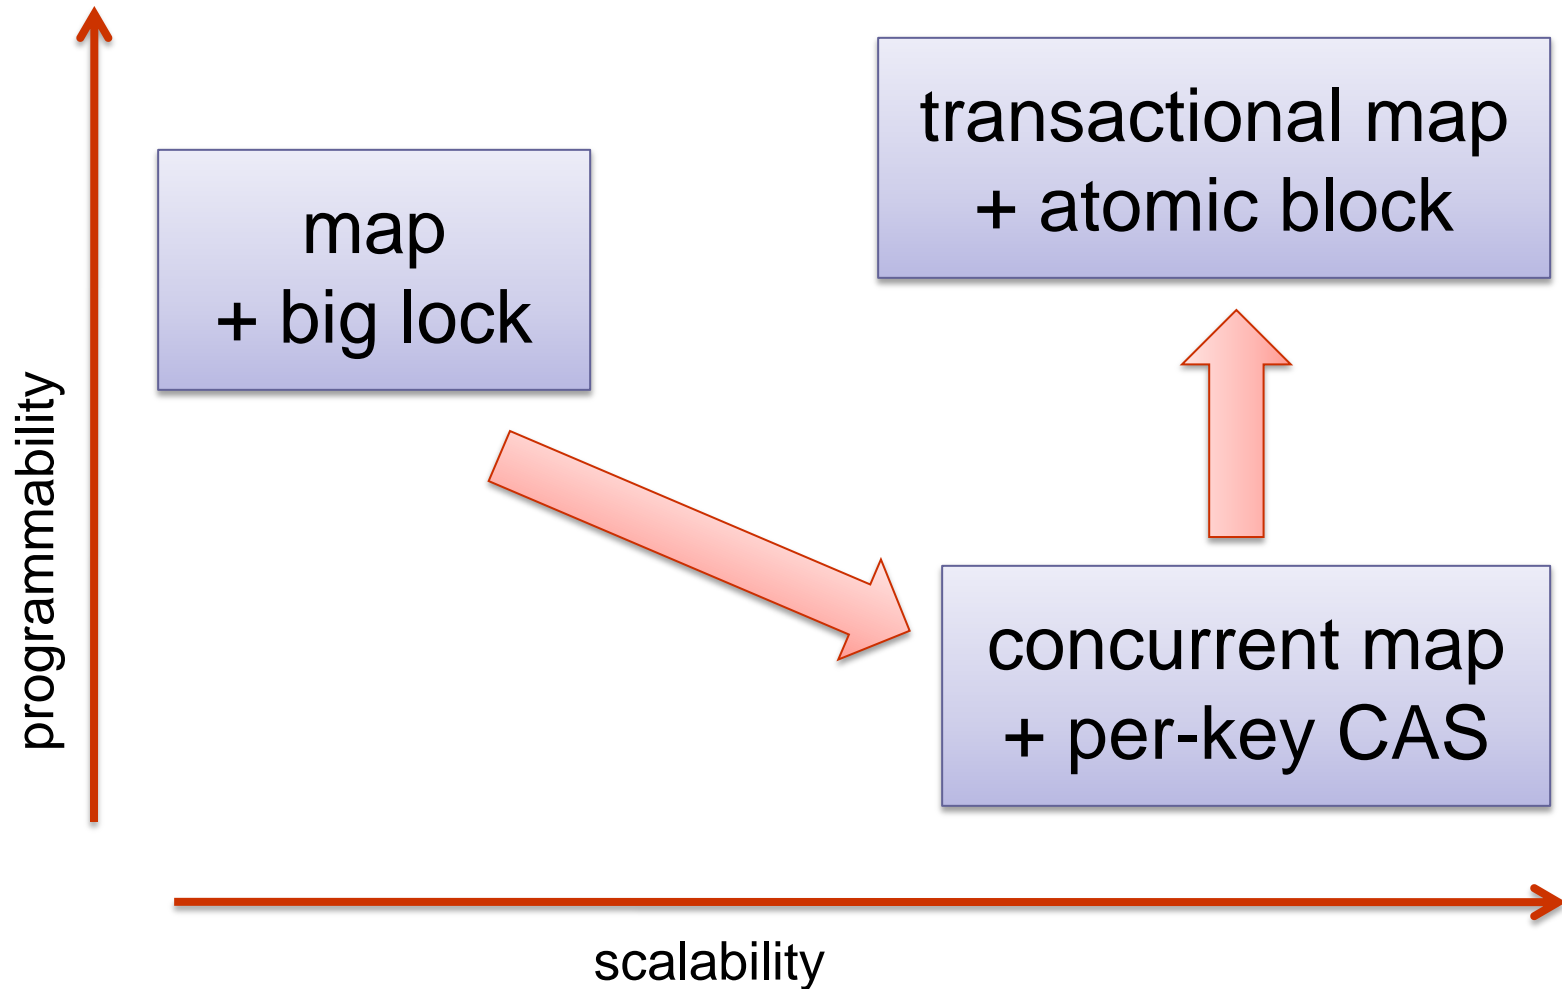 transactional map
+ atomic block
map
+ big lock
programmability
concurrent map
+ per-key CAS
scalability